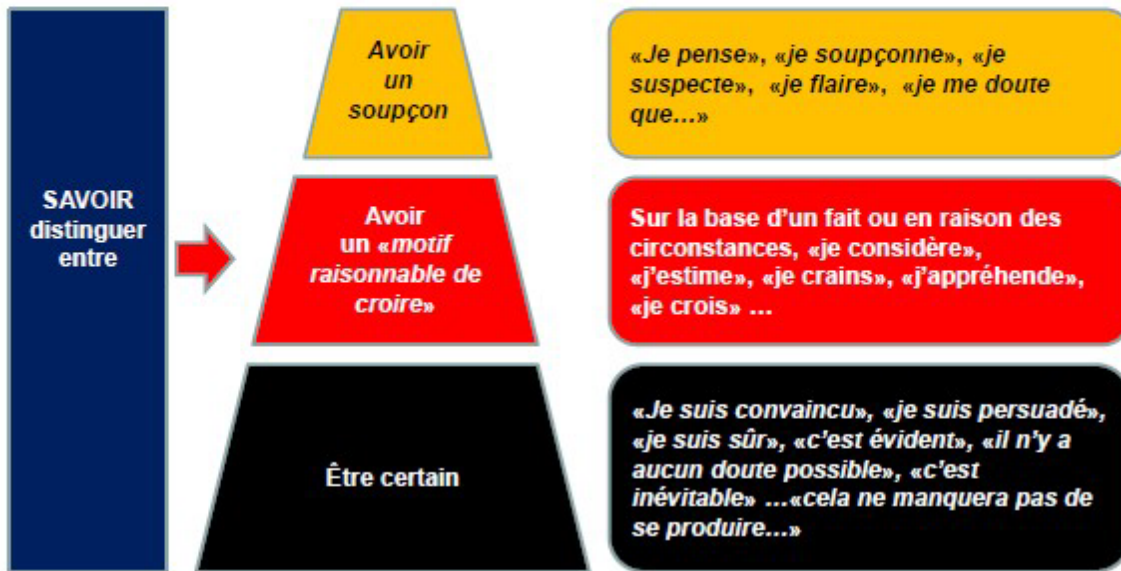 SAVOIR
distinguer
entre
Avoir
un
soupçon
«Je pense», «je soupçonne», «je
suspecte», «je flaire», «je me doute
que…»
Avoir
un «motif
raisonnable de
croire»
Sur la base d’un fait ou en raison des
circonstances, «je considère»,
«j’estime», «je crains», «j’appréhende»,
«je crois» …
Être certain
«Je suis convaincu», «je suis persuadé»,
«je suis sûr», «c’est évident», «il n’y a
aucun doute possible», «c’est
inévitable» …«cela ne manquera pas de
se produire…»